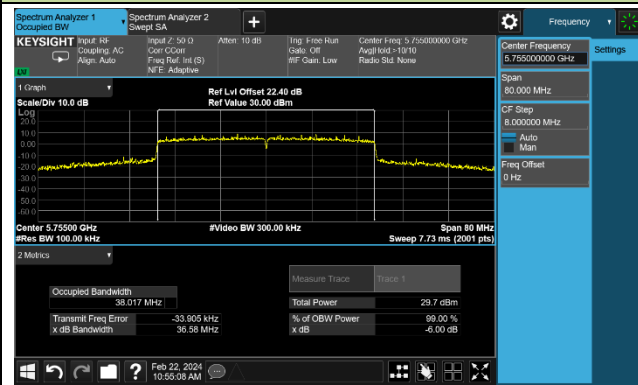 Spectrum Analyzer 1
Occupied BW
Spectrum Analyzer 2
Swept SA
+
Frequency
KEYSIGHT
Input: RF
Coupling: AC
Align: Auto
Input Z: 50 Ω
Corr CCorr
Freq Ref: Int (S)
NFE: Adaptive
Atten: 10 dB
Trig: Free Run
Gate: Off
#IF Gain: Low
Center Freq: 5.755000000 GHz
Avg|Hold:>10/10
Radio Std: None
Center Frequency
5.755000000 GHz
Settings
Span
80.000 MHz
CF Step
8.000000 MHz
Auto
Man
Freq Offset
0 Hz
1 Graph
Scale/Div 10.0 dB
Ref Lvl Offset 22.40 dB
Ref Value 30.00 dBm
Log
20.0
10.0
0.00
-10.0
-20.0
-30.0
-40.0
-50.0
-60.0
Center 5.75500 GHz
#Res BW 100.00 kHz
#Video BW 300.00 kHz
Span 80 MHz
Sweep 7.73 ms (2001 pts)
2 Metrics
Measure Trace
Trace 1
Occupied Bandwidth
38.017 MHz
Total Power
29.7 dBm
Transmit Freq Error
-33.905 kHz
% of OBW Power
99.00 %
x dB Bandwidth
36.58 MHz
x dB
-6.00 dB
?
Feb 22, 2024
10:55:08 AM